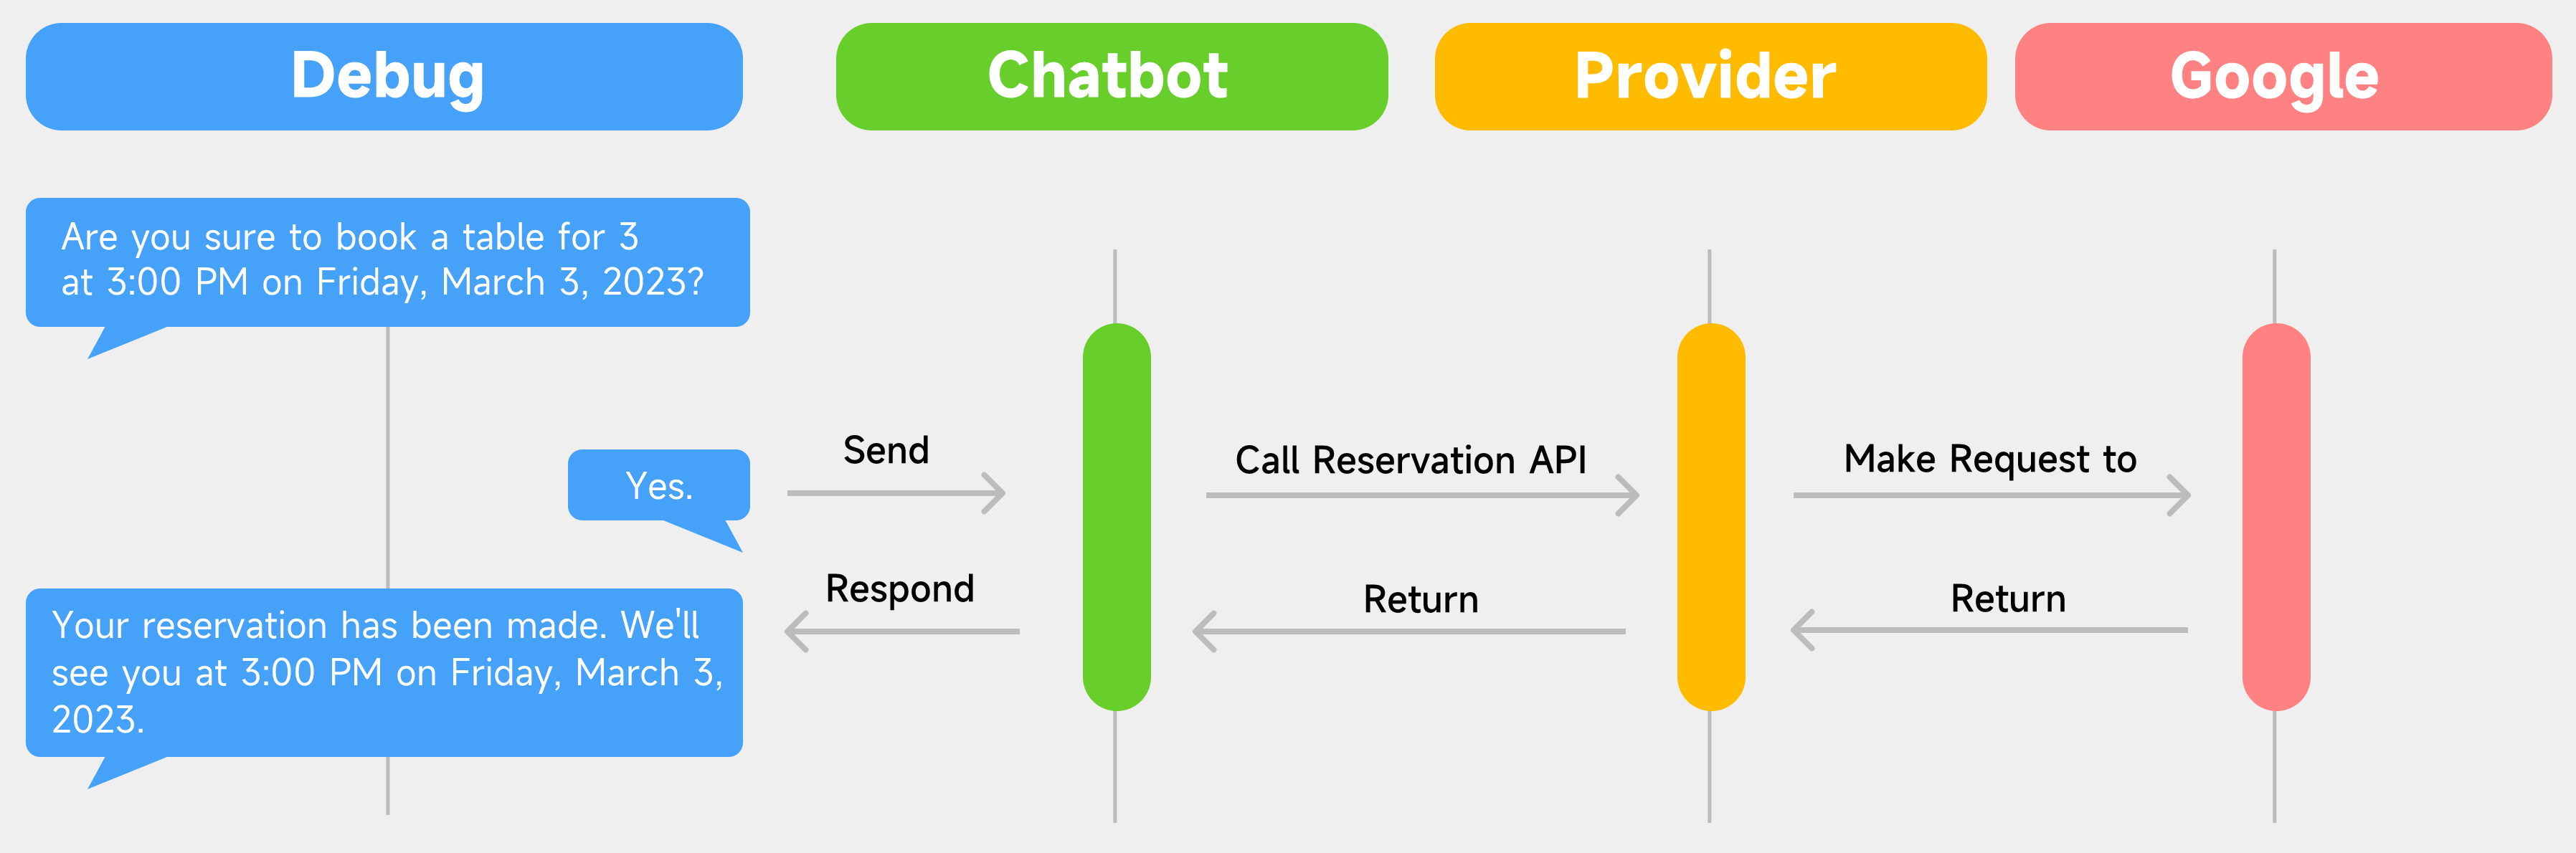 Debug
Chatbot
Provider
Google
Are you sure to book a table for 3
at 3:00 PM on Friday, March 3, 2023?
Yes.
Send
Call Reservation API
Make Request to
Respond
Return
Return
Your reservation has been made. We'll
see you at 3:00 PM on Friday, March 3,
2023.